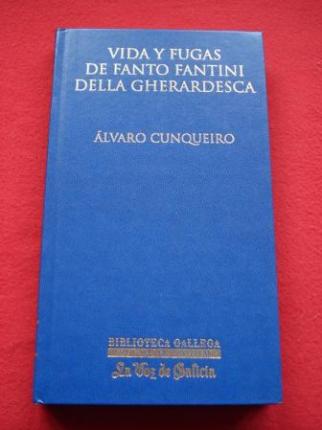 VIDA Y FUGAS
DE FANTO FANTINI
DELLA GHERARDESCA
ÁLVARO CUNQUEIRO
BIBLIOTECA GALLEGA
La Voz de Galicia